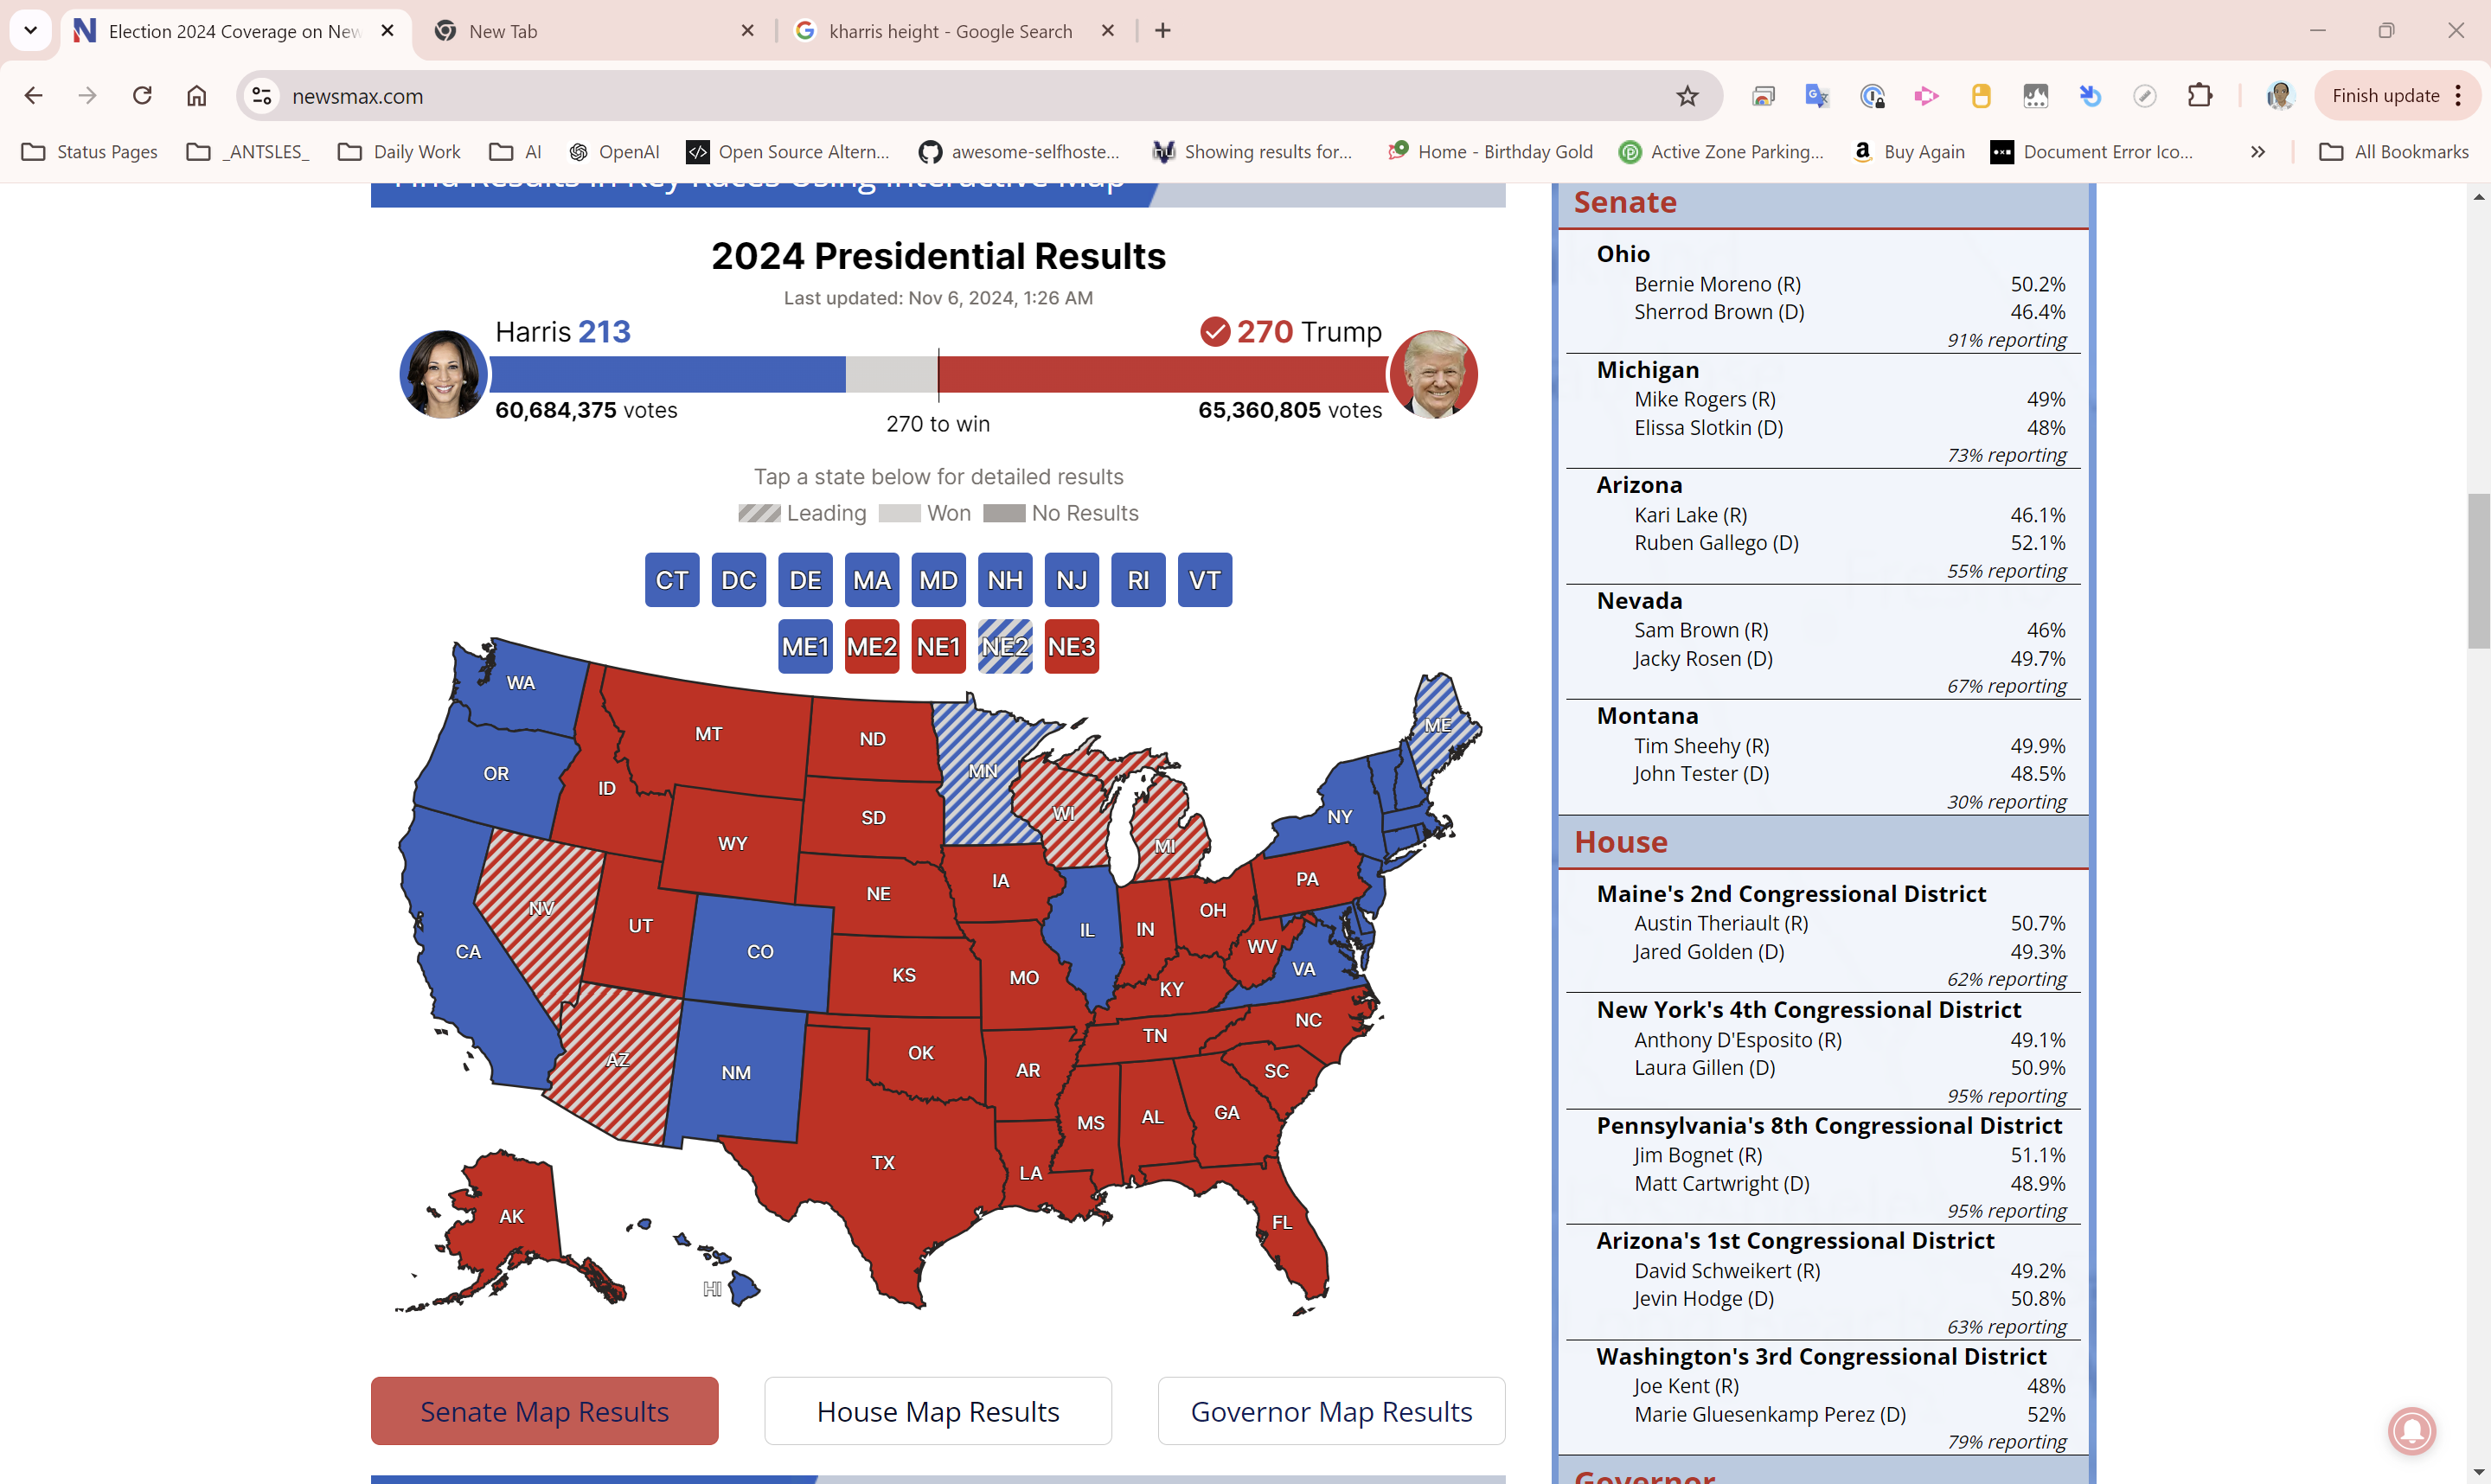 Election 2024 Coverage on New
New Tab
kharris height - Google Search
newsmax.com
Finish update
Status Pages
_ANTSLES_
Daily Work
AI
OpenAI
Open Source Altern...
awesome-selfhoste...
Showing results for...
Home - Birthday Gold
Active Zone Parking...
Buy Again
Document Error Ico...
All Bookmarks
Find Results in Key Races Using Interactive Map
2024 Presidential Results
Last updated: Nov 6, 2024, 1:26 AM
Harris 213
270 Trump
60,684,375 votes
65,360,805 votes
270 to win
Tap a state below for detailed results
Leading Won No Results
CT DC DE MA MD NH NJ RI VT
ME1 ME2 NE1 NE2 NE3
WA
MT
ND
MN
ME
OR
ID
SD
WI
NY
WY
MI
IA
PA
NE
NV
UT
CO
IL
IN
OH
WV
CA
KS
MO
KY
VA
NC
TN
AZ
NM
OK
AR
SC
MS
AL
GA
TX
LA
AK
FL
HI
Senate Map Results
House Map Results
Governor Map Results
Senate
Ohio
Bernie Moreno (R) 50.2%
Sherrod Brown (D) 46.4%
91% reporting
Michigan
Mike Rogers (R) 49%
Elissa Slotkin (D) 48%
73% reporting
Arizona
Kari Lake (R) 46.1%
Ruben Gallego (D) 52.1%
55% reporting
Nevada
Sam Brown (R) 46%
Jacky Rosen (D) 49.7%
67% reporting
Montana
Tim Sheehy (R) 49.9%
John Tester (D) 48.5%
30% reporting
House
Maine's 2nd Congressional District
Austin Theriault (R) 50.7%
Jared Golden (D) 49.3%
62% reporting
New York's 4th Congressional District
Anthony D'Esposito (R) 49.1%
Laura Gillen (D) 50.9%
95% reporting
Pennsylvania's 8th Congressional District
Jim Bognet (R) 51.1%
Matt Cartwright (D) 48.9%
95% reporting
Arizona's 1st Congressional District
David Schweikert (R) 49.2%
Jevin Hodge (D) 50.8%
63% reporting
Washington's 3rd Congressional District
Joe Kent (R) 48%
Marie Gluesenkamp Perez (D) 52%
79% reporting
Governor